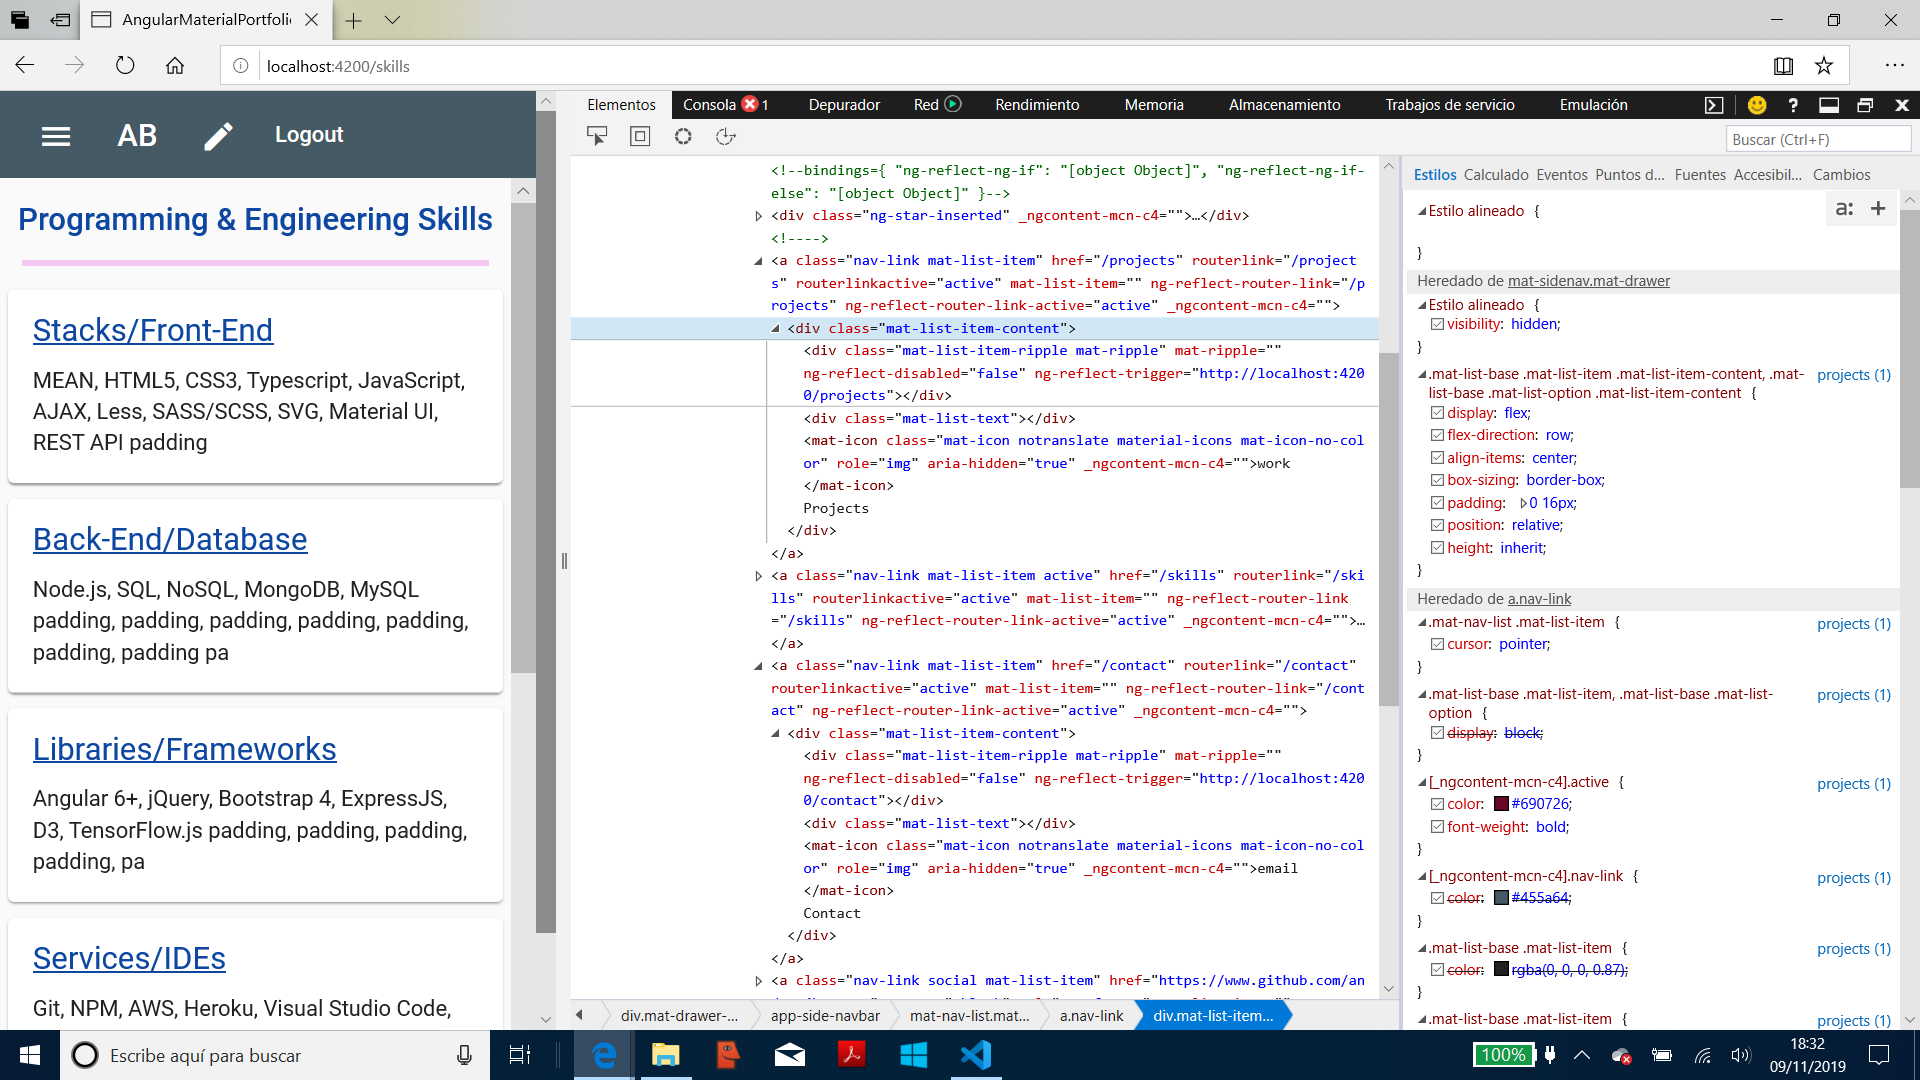 AngularMaterialPortfolio
localhost:4200/skills
AB
Logout
Programming & Engineering Skills
Stacks/Front-End
MEAN, HTML5, CSS3, Typescript, JavaScript,
AJAX, Less, SASS/SCSS, SVG, Material UI,
REST API padding
Back-End/Database
Node.js, SQL, NoSQL, MongoDB, MySQL
padding, padding, padding, padding, padding,
padding, padding pa
Libraries/Frameworks
Angular 6+, jQuery, Bootstrap 4, ExpressJS,
D3, TensorFlow.js padding, padding, padding,
padding, pa
Services/IDEs
Git, NPM, AWS, Heroku, Visual Studio Code,
Elementos Consola 1 Depurador Red Rendimiento Memoria Almacenamiento Trabajos de servicio Emulación
Buscar (Ctrl+F)
<!--bindings={ "ng-reflect-ng-if": "[object Object]", "ng-reflect-ng-if-
else": "[object Object]" }-->
<div class="ng-star-inserted" _ngcontent-mcn-c4="">…</div>
<!---->
<a class="nav-link mat-list-item" href="/projects" routerlink="/project
s" routerlinkactive="active" mat-list-item="" ng-reflect-router-link="/p
rojects" ng-reflect-router-link-active="active" _ngcontent-mcn-c4="">
<div class="mat-list-item-content">
<div class="mat-list-item-ripple mat-ripple" mat-ripple=""
ng-reflect-disabled="false" ng-reflect-trigger="http://localhost:420
0/projects"></div>
<div class="mat-list-text"></div>
<mat-icon class="mat-icon notranslate material-icons mat-icon-no-col
or" role="img" aria-hidden="true" _ngcontent-mcn-c4="">work
</mat-icon>
Projects
</div>
</a>
<a class="nav-link mat-list-item active" href="/skills" routerlink="/ski
lls" routerlinkactive="active" mat-list-item="" ng-reflect-router-link
="/skills" ng-reflect-router-link-active="active" _ngcontent-mcn-c4="">…
</a>
<a class="nav-link mat-list-item" href="/contact" routerlink="/contact"
routerlinkactive="active" mat-list-item="" ng-reflect-router-link="/cont
act" ng-reflect-router-link-active="active" _ngcontent-mcn-c4="">
<div class="mat-list-item-content">
<div class="mat-list-item-ripple mat-ripple" mat-ripple=""
ng-reflect-disabled="false" ng-reflect-trigger="http://localhost:420
0/contact"></div>
<div class="mat-list-text"></div>
<mat-icon class="mat-icon notranslate material-icons mat-icon-no-col
or" role="img" aria-hidden="true" _ngcontent-mcn-c4="">email
</mat-icon>
Contact
</div>
</a>
<a class="nav-link social mat-list-item" href="https://www.github.com/an
div.mat-drawer-... app-side-navbar mat-nav-list.mat... a.nav-link div.mat-list-item...
Estilos Calculado Eventos Puntos d... Fuentes Accesibil... Cambios
Estilo alineado {
a: +
}
Heredado de mat-sidenav.mat-drawer
Estilo alineado {
visibility: hidden;
}
.mat-list-base .mat-list-item .mat-list-item-content, .mat- projects (1)
list-base .mat-list-option .mat-list-item-content {
display: flex;
flex-direction: row;
align-items: center;
box-sizing: border-box;
padding: 0 16px;
position: relative;
height: inherit;
}
Heredado de a.nav-link
.mat-nav-list .mat-list-item { projects (1)
cursor: pointer;
}
.mat-list-base .mat-list-item, .mat-list-base .mat-list- projects (1)
option {
display: block;
}
[_ngcontent-mcn-c4].active { projects (1)
color: #690726;
font-weight: bold;
}
[_ngcontent-mcn-c4].nav-link { projects (1)
color: #455a64;
}
.mat-list-base .mat-list-item { projects (1)
color: rgba(0, 0, 0, 0.87);
}
.mat-list-base .mat-list-item { projects (1)
Escribe aquí para buscar
100%
18:32
09/11/2019